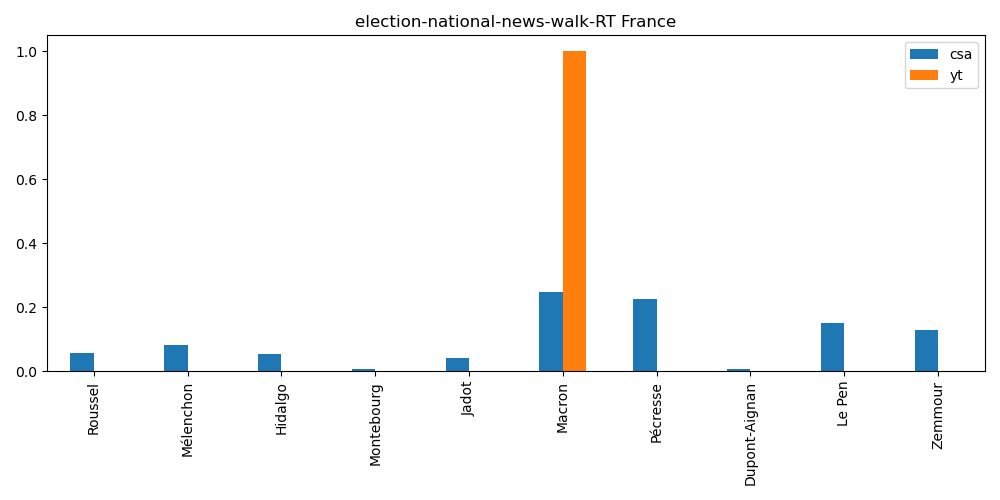 election-national-news-walk-RT France
csa
yt
1.0
0.8
0.6
0.4
0.2
0.0
Roussel
Mélenchon
Hidalgo
Montebourg
Jadot
Macron
Pécresse
Dupont-Aignan
Le Pen
Zemmour